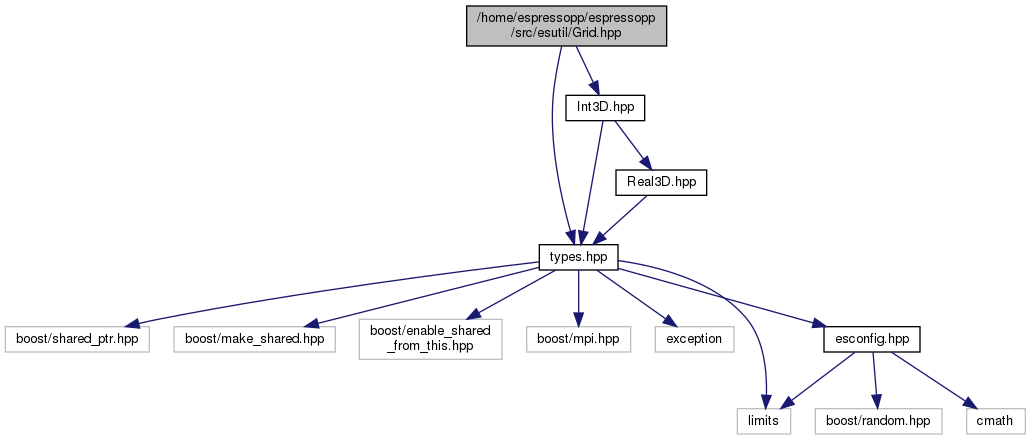 /home/espressopp/espressopp
/src/esutil/Grid.hpp
Int3D.hpp
Real3D.hpp
types.hpp
boost/shared_ptr.hpp
boost/make_shared.hpp
boost/enable_shared
_from_this.hpp
boost/mpi.hpp
exception
esconfig.hpp
limits
boost/random.hpp
cmath